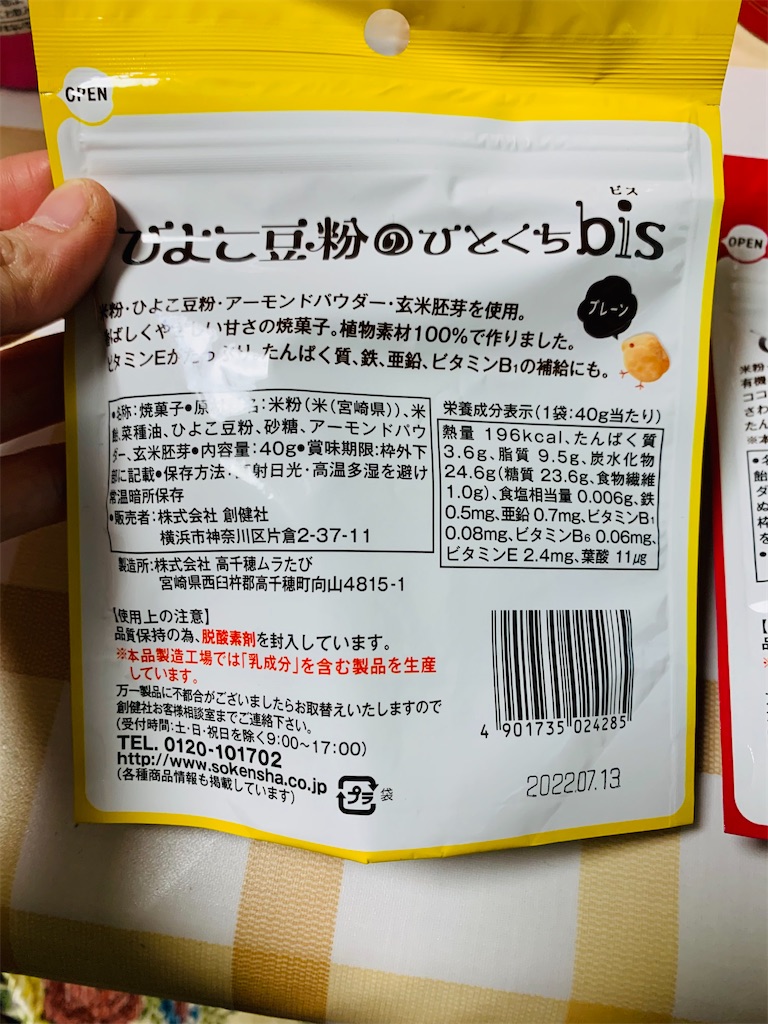 OPEN
ひよこ豆粉のひとくちbis
ビス
プレーン
米粉・ひよこ豆粉・アーモンドパウダー・玄米胚芽を使用。
ばしくやさしい甘さの焼菓子。植物素材100%で作りました。
ビタミンEがたっぷり。たんぱく質、鉄、亜鉛、ビタミンB₁の補給にも。
●名称:焼菓子●原 名:米粉(米(宮崎県))、米
飴、菜種油、ひよこ豆粉、砂糖、アーモンドパウ
ダー、玄米胚芽●内容量:40g●賞味期限:枠外下
部に記載●保存方法: 射日光・高温多湿を避け
常温暗所保存
●販売者:株式会社 創健社
横浜市神奈川区片倉2-37-11
製造所:株式会社 高千穂ムラたび
宮崎県西臼杵郡高千穂町向山4815-1
栄養成分表示(1袋:40g当たり)
熱量 196kcal、たんぱく質
3.6g、脂質 9.5g、炭水化物
24.6g(糖質 23.6g、食物繊維
1.0g)、食塩相当量 0.006g、鉄
0.5mg、亜鉛 0.7mg、ビタミンB₁
0.08mg、ビタミンB₆ 0.06mg、
ビタミンE 2.4mg、葉酸 11μg
【使用上の注意】
品質保持の為、脱酸素剤を封入しています。
※本品製造工場では「乳成分」を含む製品を生産
しています。
万一製品に不都合がございましたらお取替えいたしますので
創健社お客様相談室までご連絡下さい。
(受付時間:土・日・祝日を除く9:00~17:00)
TEL. 0120-101702
http://www.sokensha.co.jp
(各種商品情報も掲載しています)
プラ
袋
4 901735 024285
2022.07.13
OPEN
米粉
有機
ココ
さわ
たん
※本